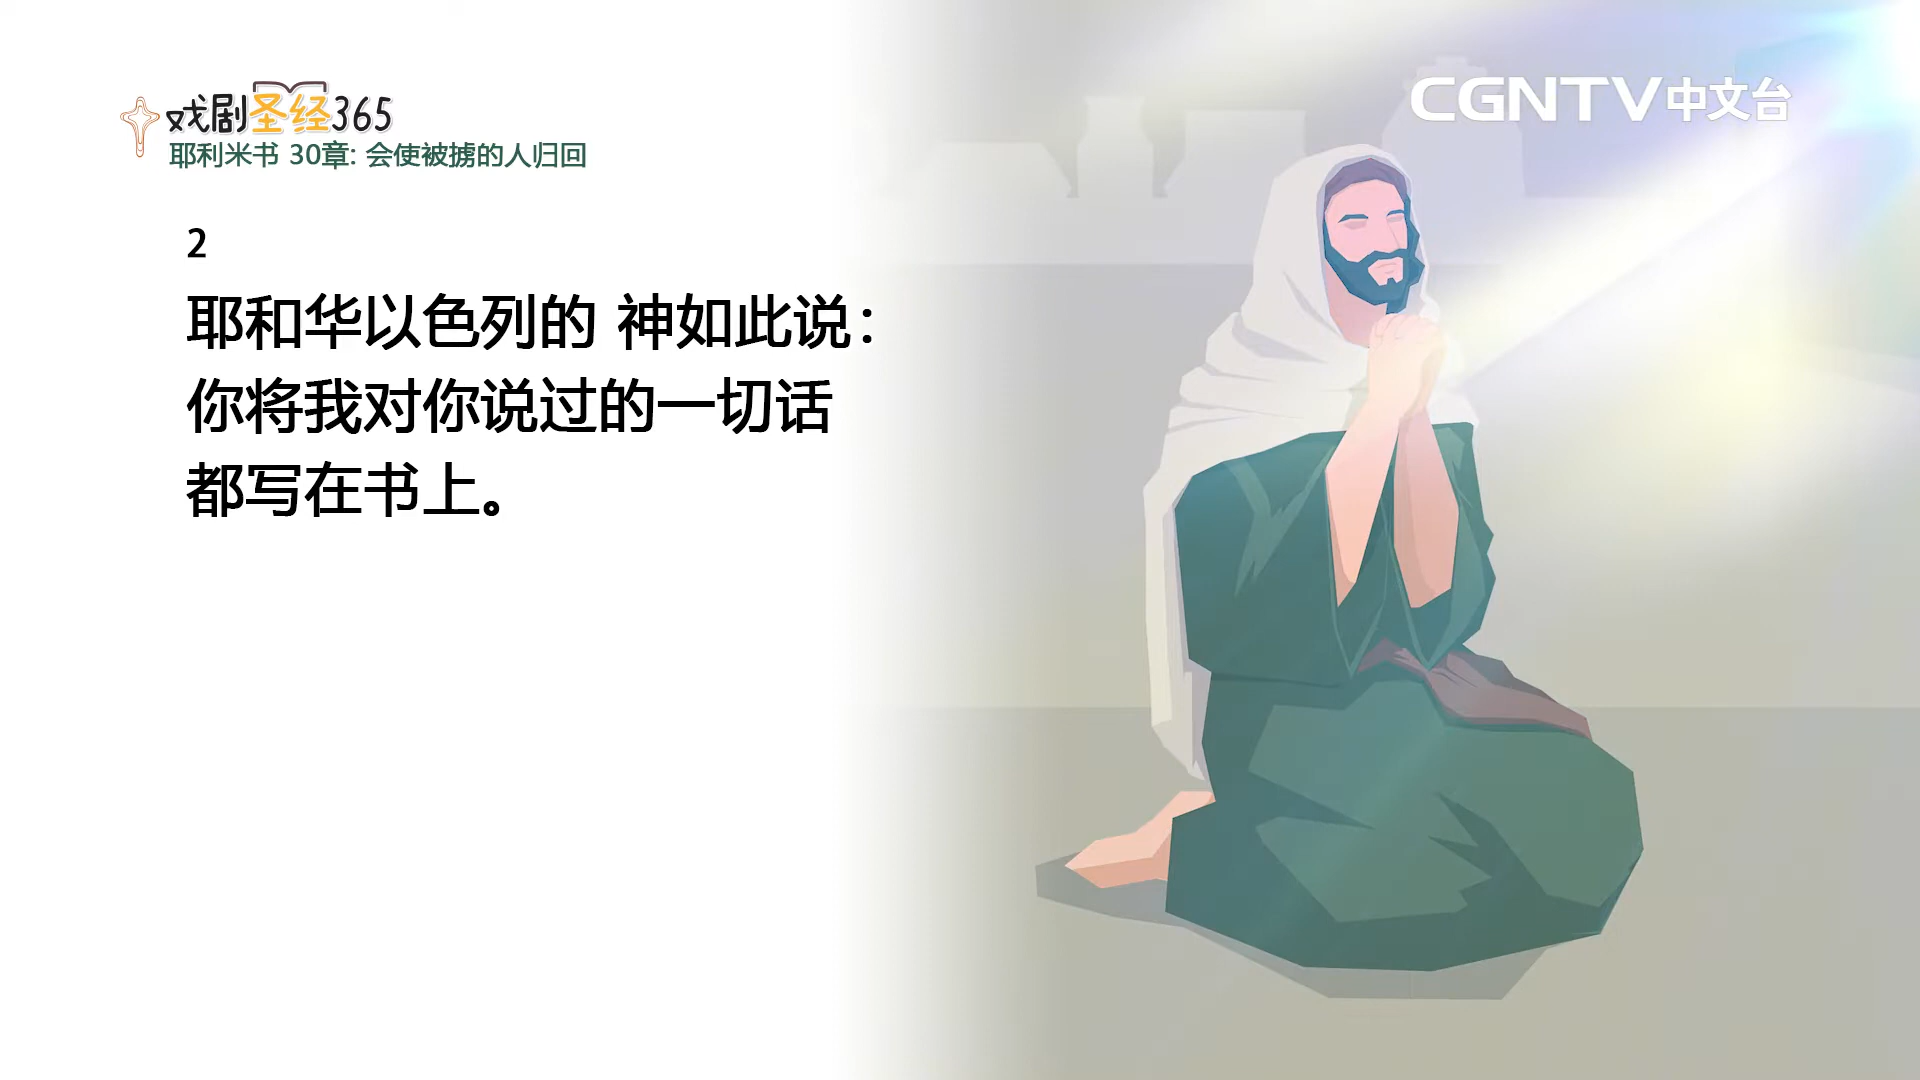 戏剧圣经365
耶利米书 30章: 会使被掳的人归回
CGNTV中文台
2
耶和华以色列的 神如此说：
你将我对你说过的一切话
都写在书上。